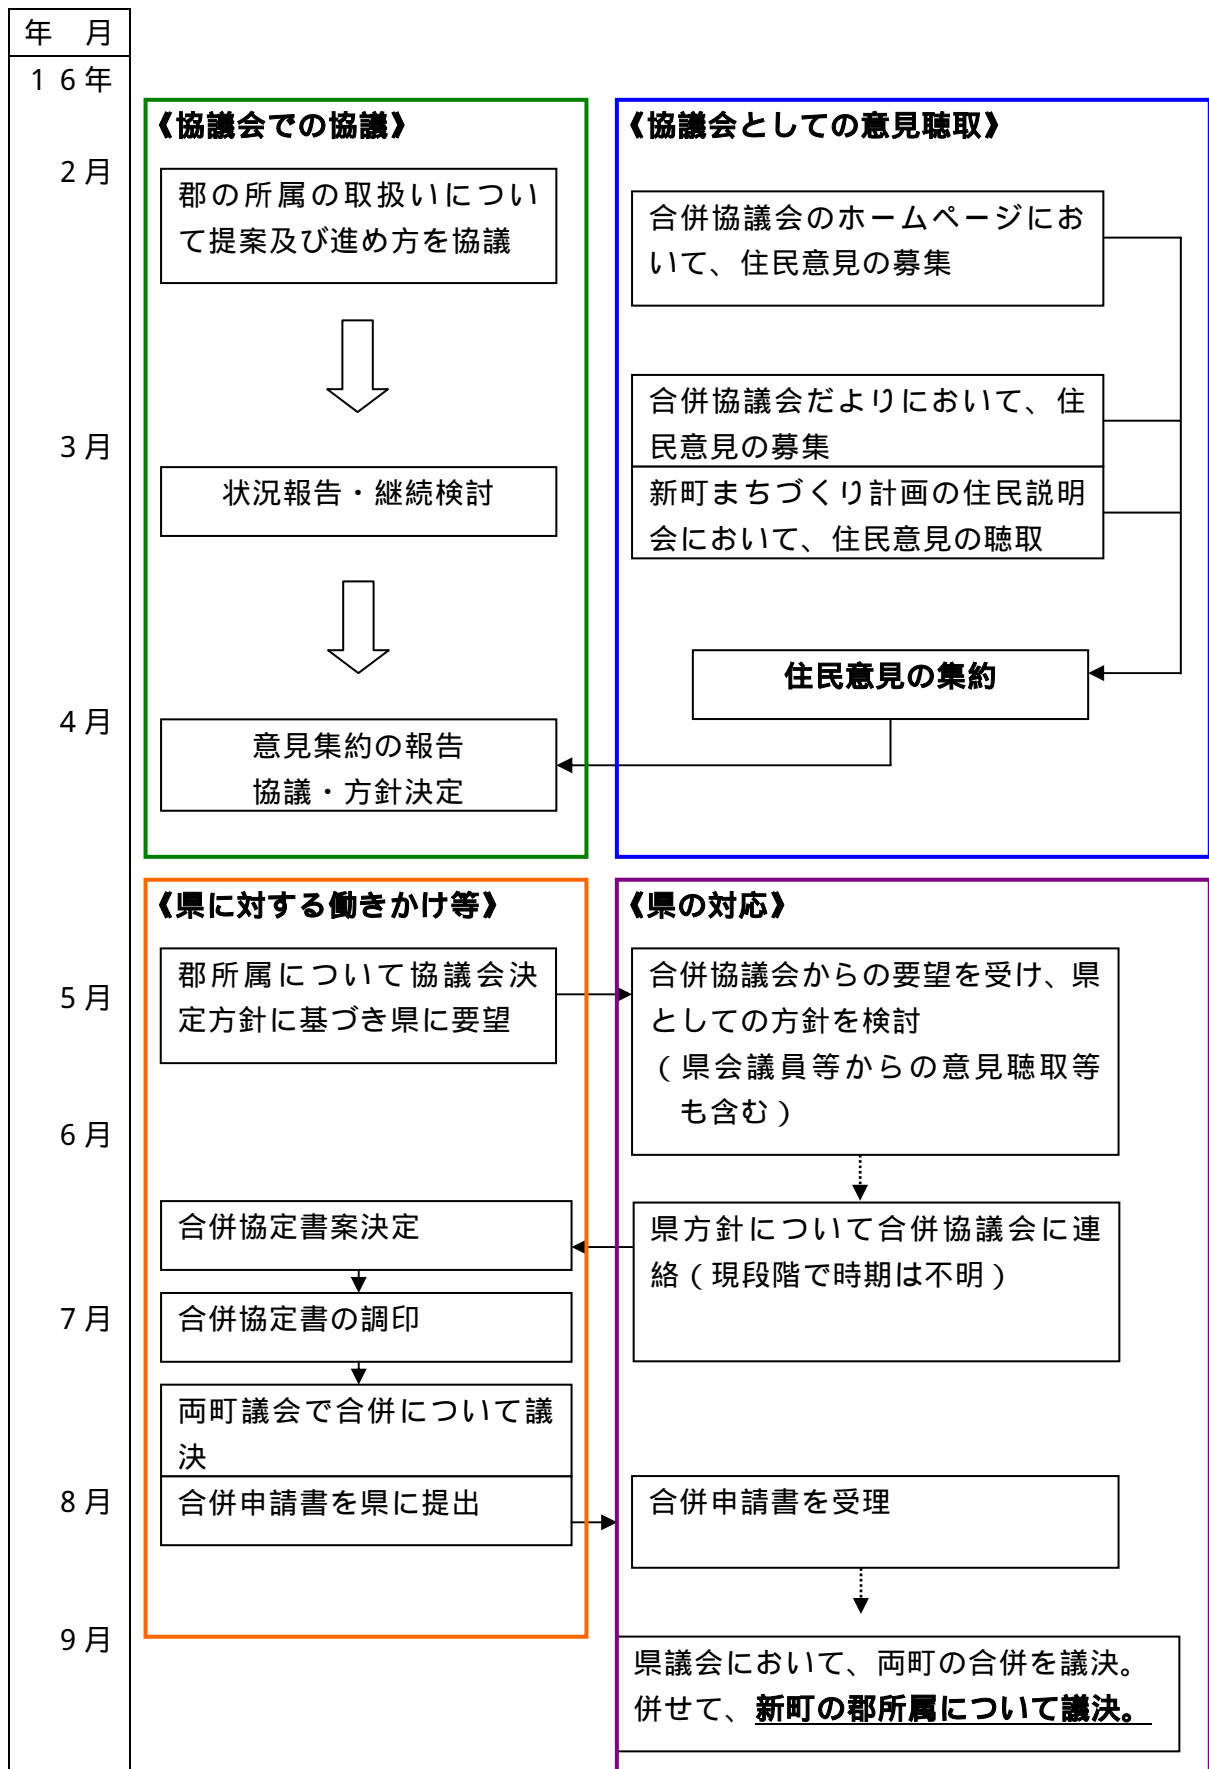 年　月
１６年
《協議会での協議》
《協議会としての意見聴取》
2月
郡の所属の取扱いについ
て提案及び進め方を協議
合併協議会のホームページにお
いて、住民意見の募集
3月
合併協議会だよりにおいて、住
民意見の募集
状況報告・継続検討
新町まちづくり計画の住民説明
会において、住民意見の聴取
住民意見の集約
4月
意見集約の報告
協議・方針決定
《県に対する働きかけ等》
《県の対応》
5月
郡所属について協議会決
定方針に基づき県に要望
合併協議会からの要望を受け、県
としての方針を検討
（県会議員等からの意見聴取等
も含む）
6月
合併協定書案決定
県方針について合併協議会に連
絡（現段階で時期は不明）
7月
合併協定書の調印
両町議会で合併について議
決
8月
合併申請書を県に提出
合併申請書を受理
9月
県議会において、両町の合併を議決。
併せて、新町の郡所属について議決。